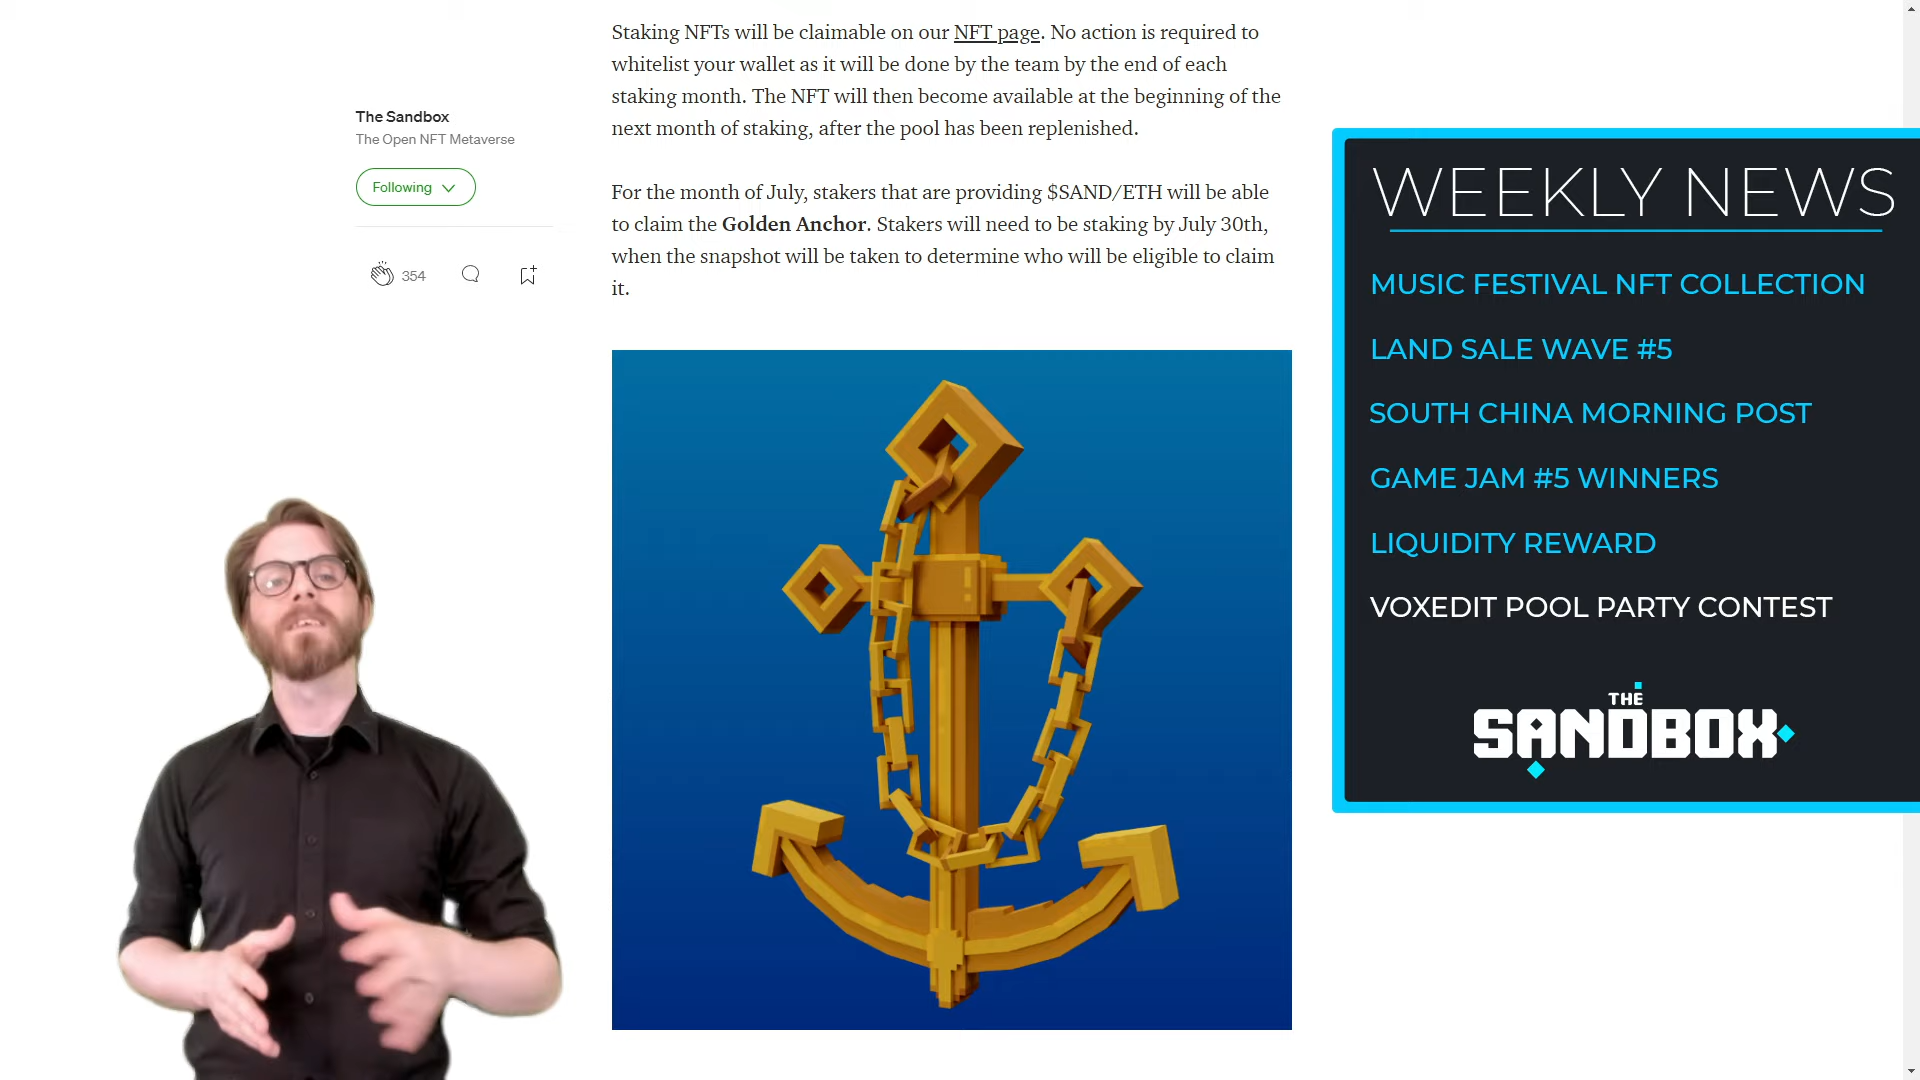 Staking NFTs will be claimable on our NFT page. No action is required to
whitelist your wallet as it will be done by the team by the end of each
staking month. The NFT will then become available at the beginning of the
next month of staking, after the pool has been replenished.
For the month of July, stakers that are providing $SAND/ETH will be able
to claim the Golden Anchor. Stakers will need to be staking by July 30th,
when the snapshot will be taken to determine who will be eligible to claim
it.
The Sandbox
The Open NFT Metaverse
Following
354
WEEKLY NEWS
MUSIC FESTIVAL NFT COLLECTION
LAND SALE WAVE #5
SOUTH CHINA MORNING POST
GAME JAM #5 WINNERS
LIQUIDITY REWARD
VOXEDIT POOL PARTY CONTEST
THE
SANDBOX